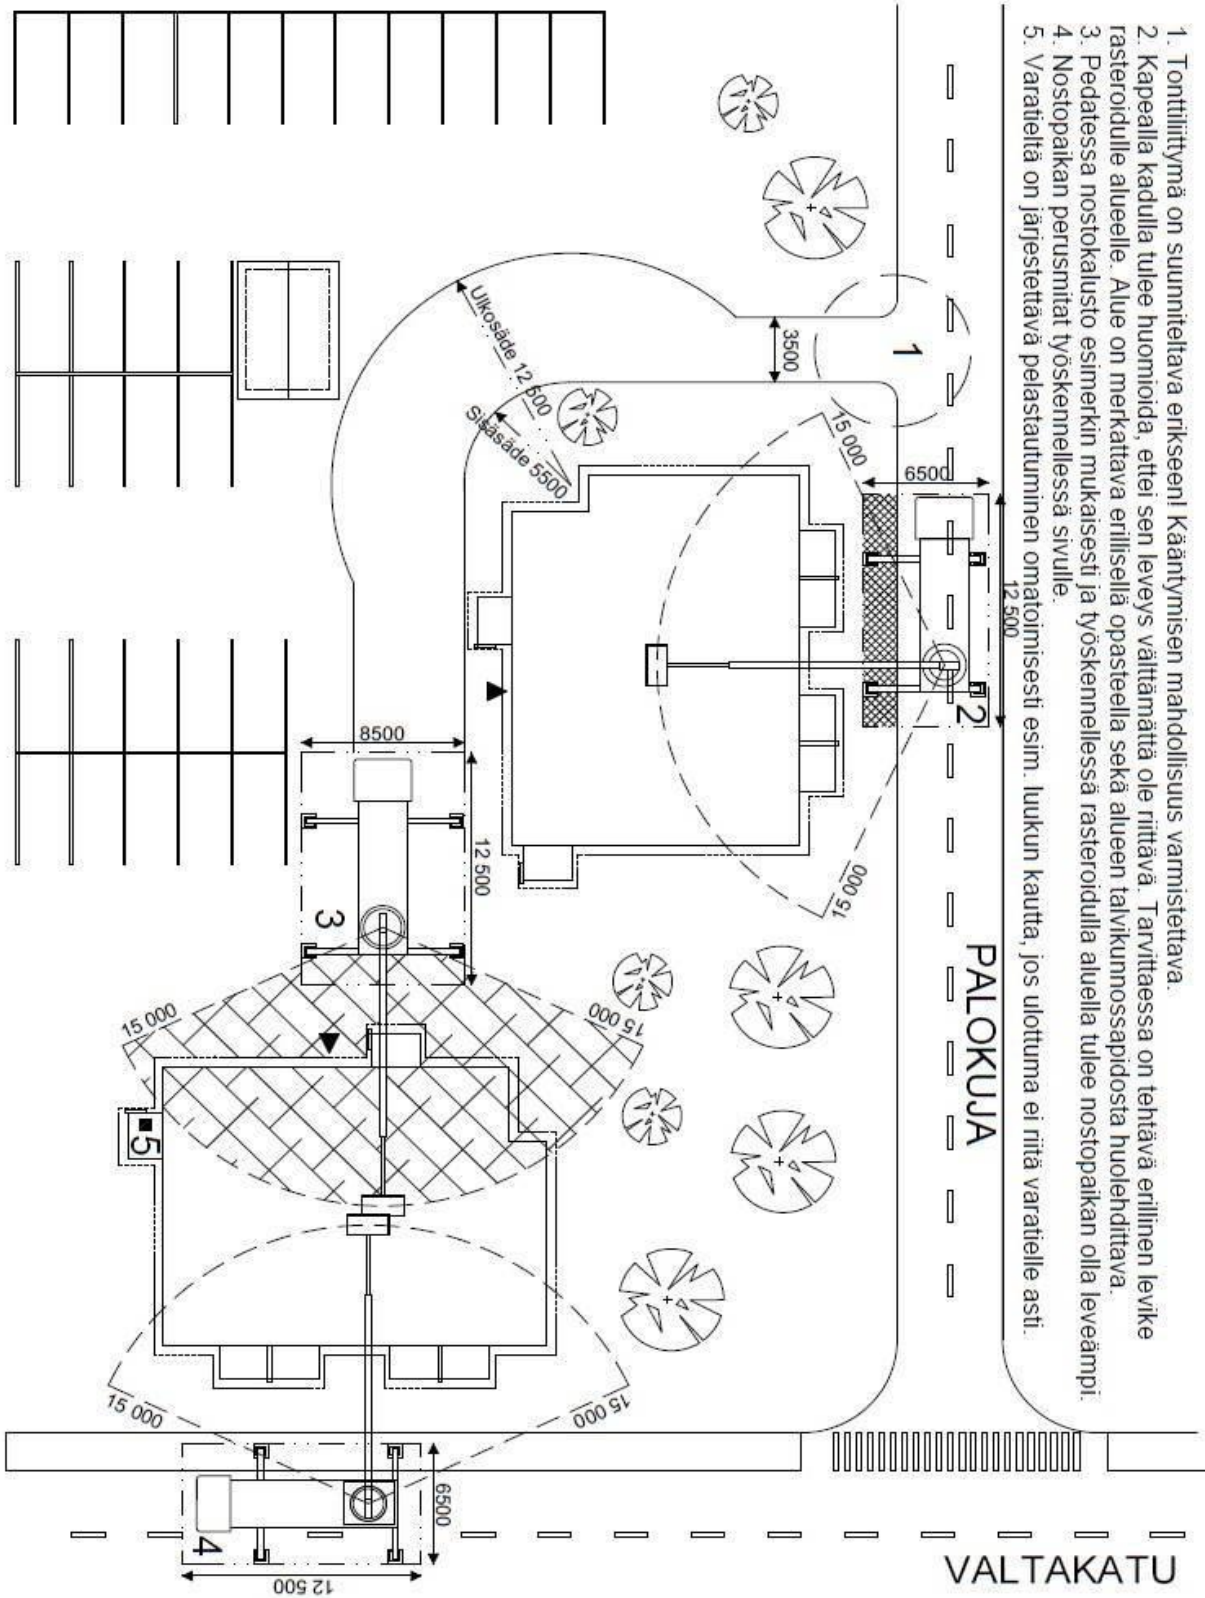 1. Tonttiliittymä on suunniteltava erikseen! Kääntymisen mahdollisuus varmistettava.
2. Kapealla kadulla tulee huomioida, ettei sen leveys välttämättä ole riittävä. Tarvittaessa on tehtävä erillinen levike
rasteroidulle alueelle. Alue on merkattava erillisellä opasteella sekä alueen talvikunnossapidosta huolehdittava.
3. Pedatessa nostokalusto esimerkin mukaisesti ja työskennellessä rasteroidulla aluella tulee nostopaikan olla leveämpi.
4. Nostopaikan perusmitat työskennellessä sivulle.
5. Varatieltä on järjestettävä pelastautuminen omatoimisesti esim. luukun kautta, jos ulottuma ei riitä varatielle asti.
1
3500
Ulkosäde 12 500
Sisäsäde 5500
15 000
6500
12 500
2
15 000
PALOKUJA
8500
12 500
3
15 000
15 000
5
15 000
15 000
6500
4
12 500
VALTAKATU